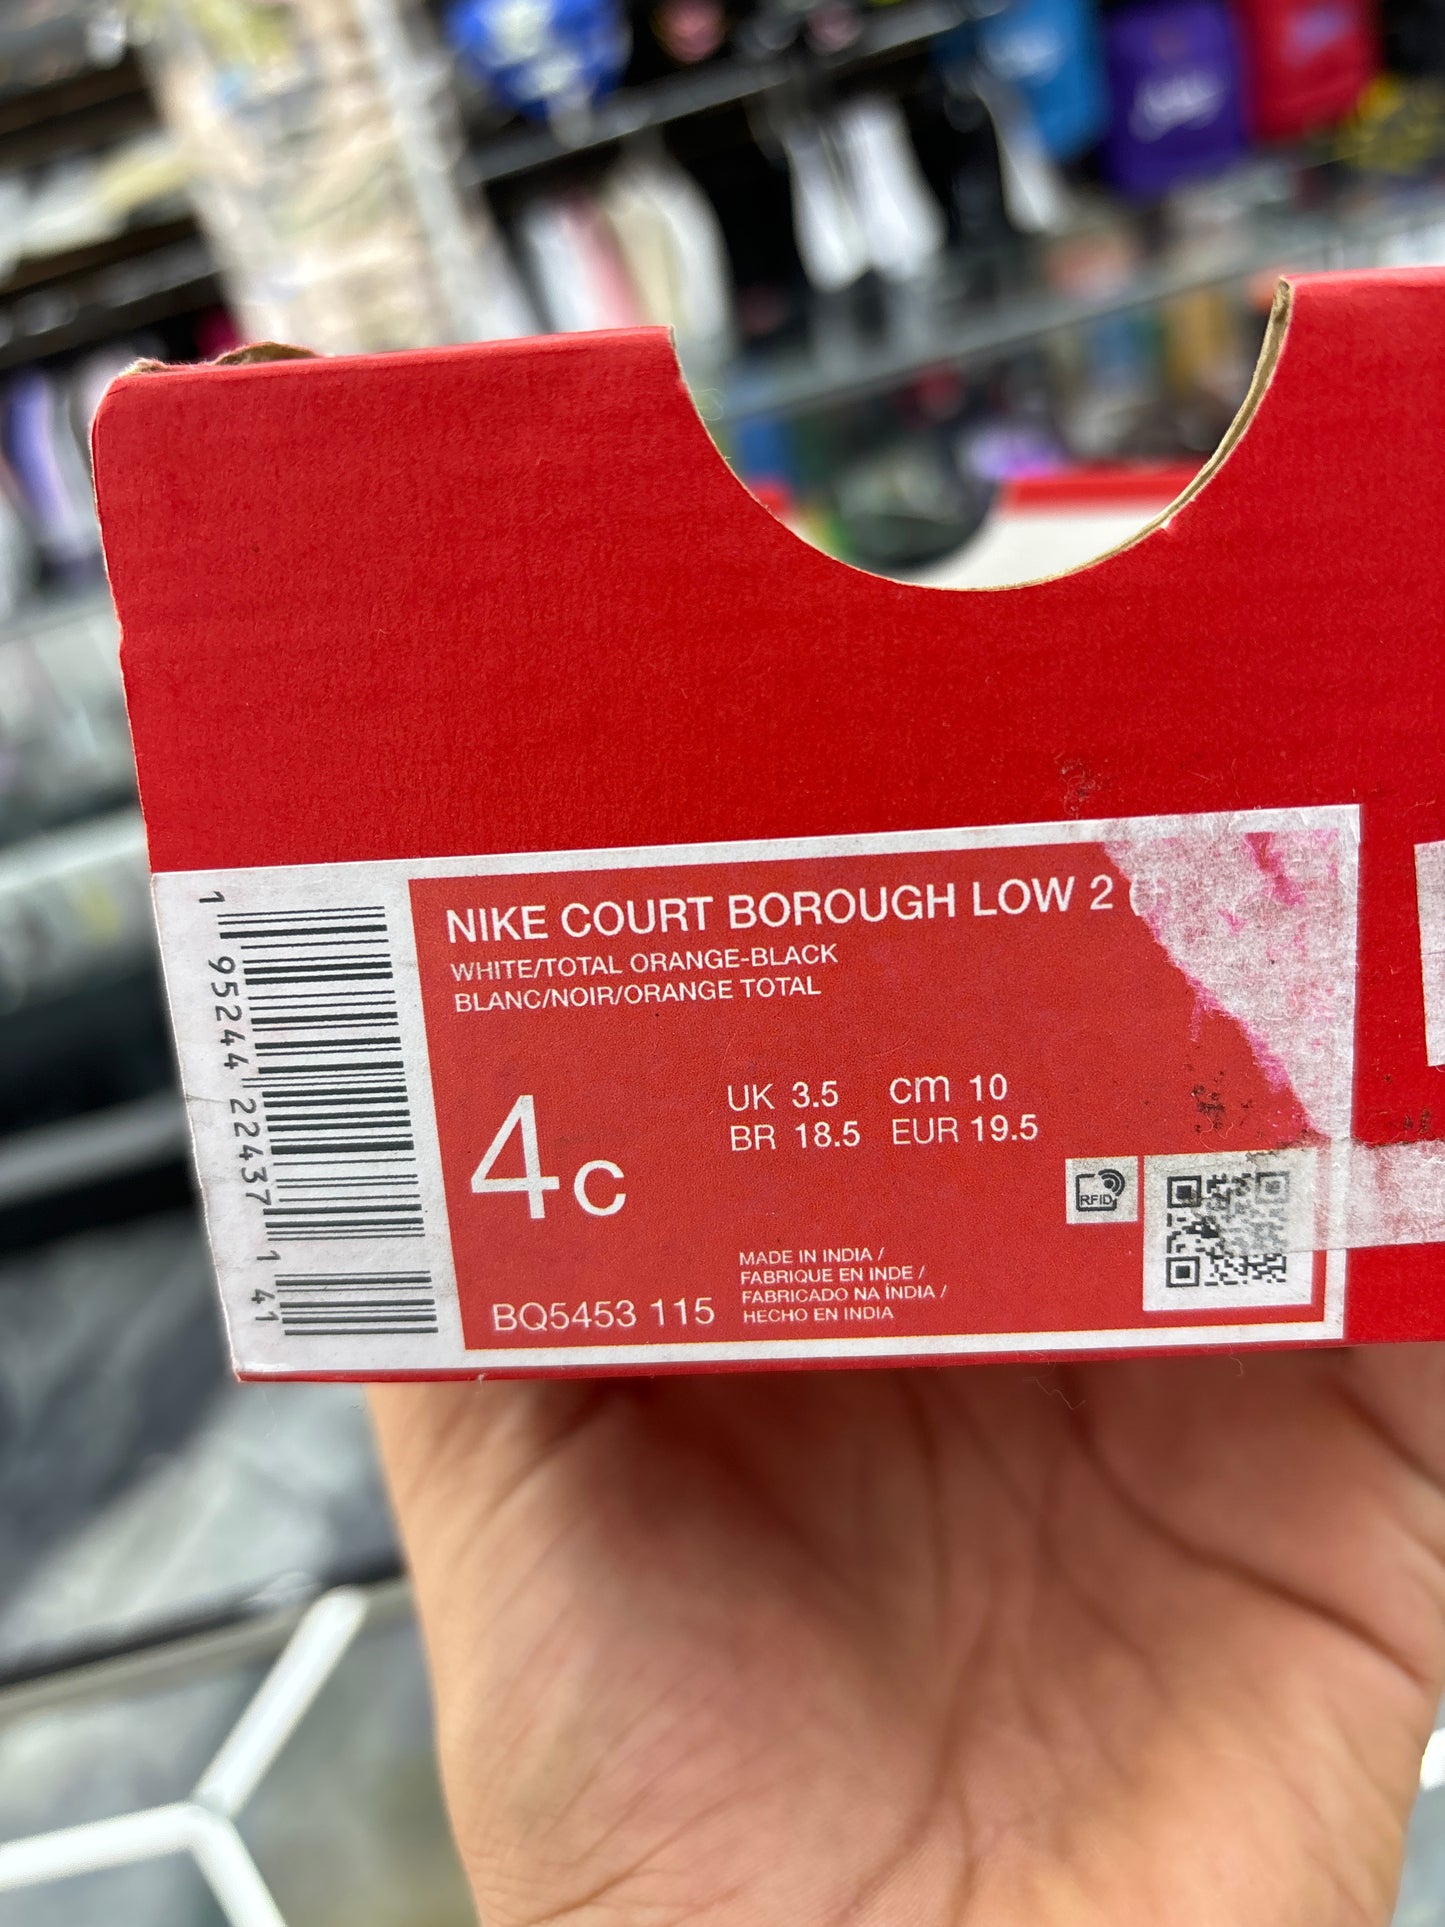 NIKE COURT BOROUGH LOW 2 (
WHITE/TOTAL ORANGE-BLACK
BLANC/NOIR/ORANGE TOTAL
4C
UK 3.5 cm 10
BR 18.5 EUR 19.5
RFID
MADE IN INDIA /
FABRIQUE EN INDE /
FABRICADO NA ÍNDIA /
HECHO EN INDIA
BQ5453 115
1 95244 22437 1 41